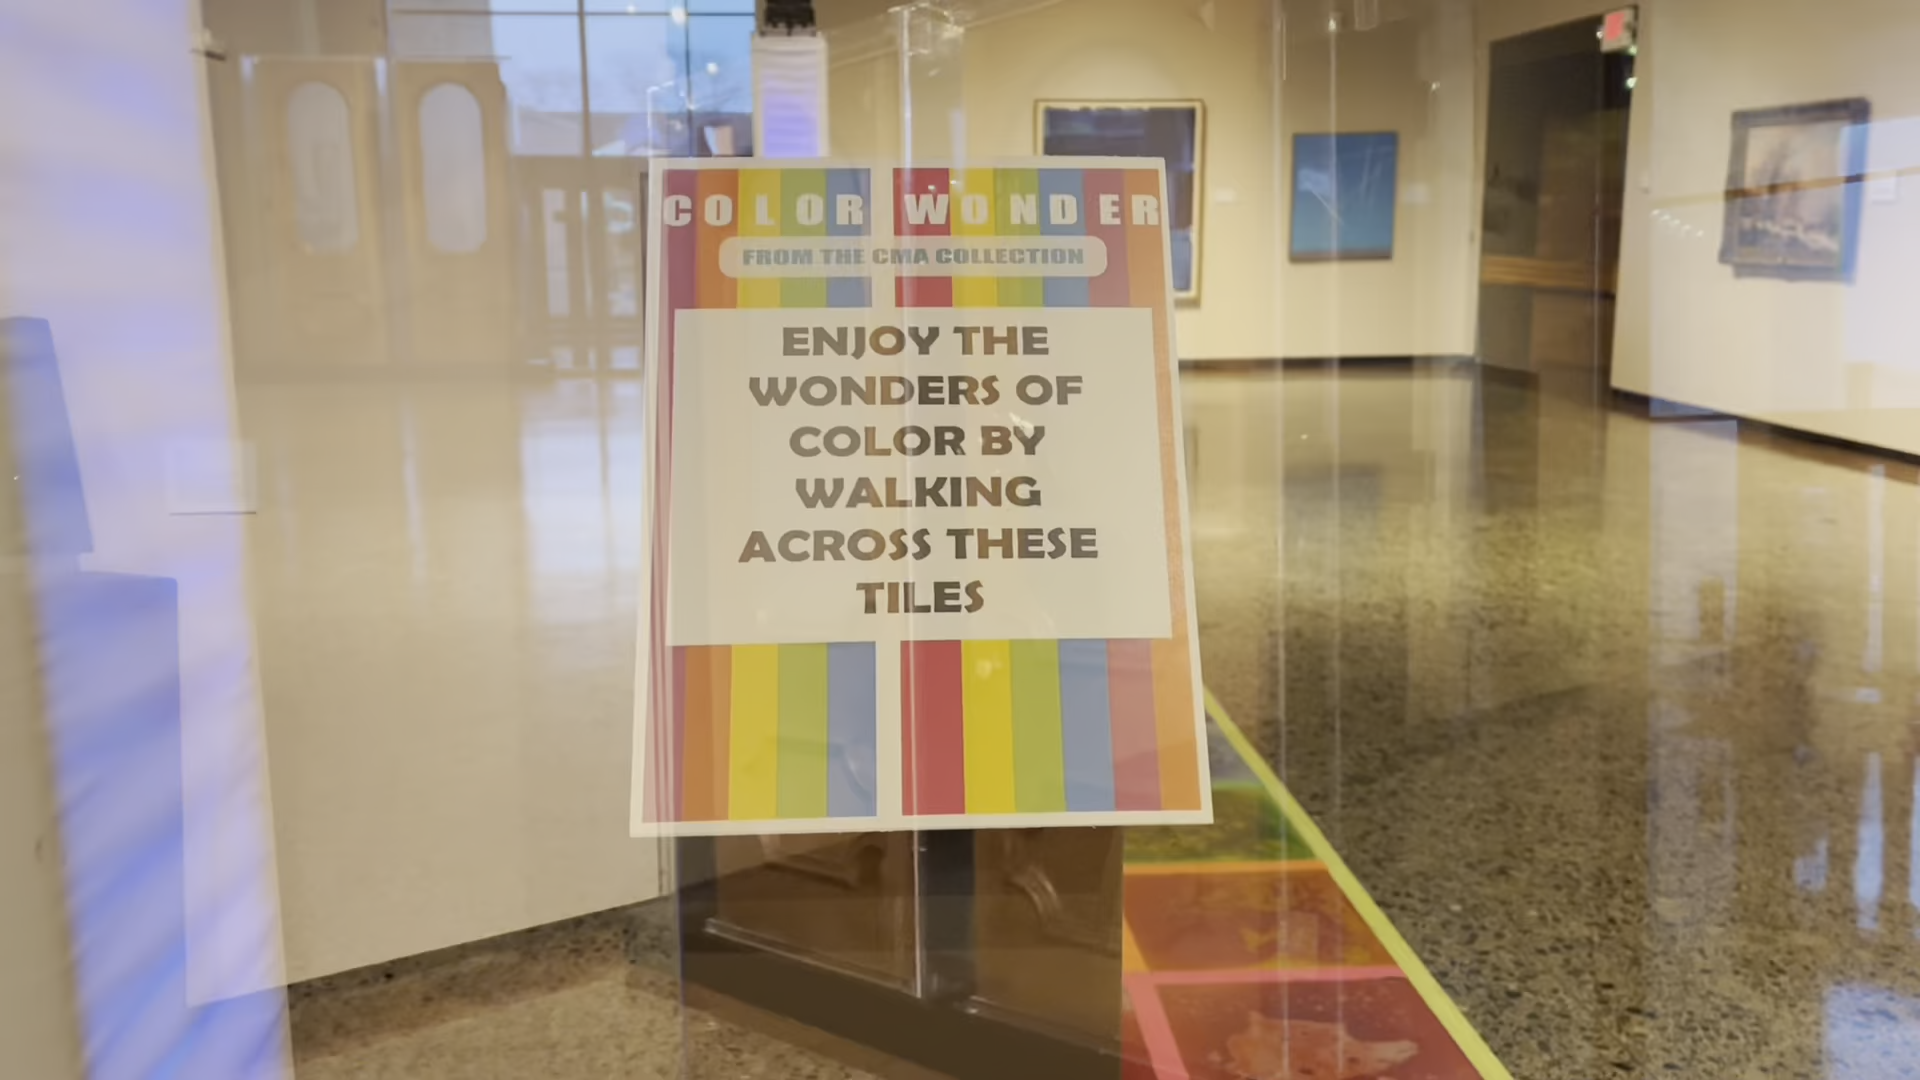 COLOR WONDER
FROM THE CMA COLLECTION
ENJOY THE
WONDERS OF
COLOR BY
WALKING
ACROSS THESE
TILES